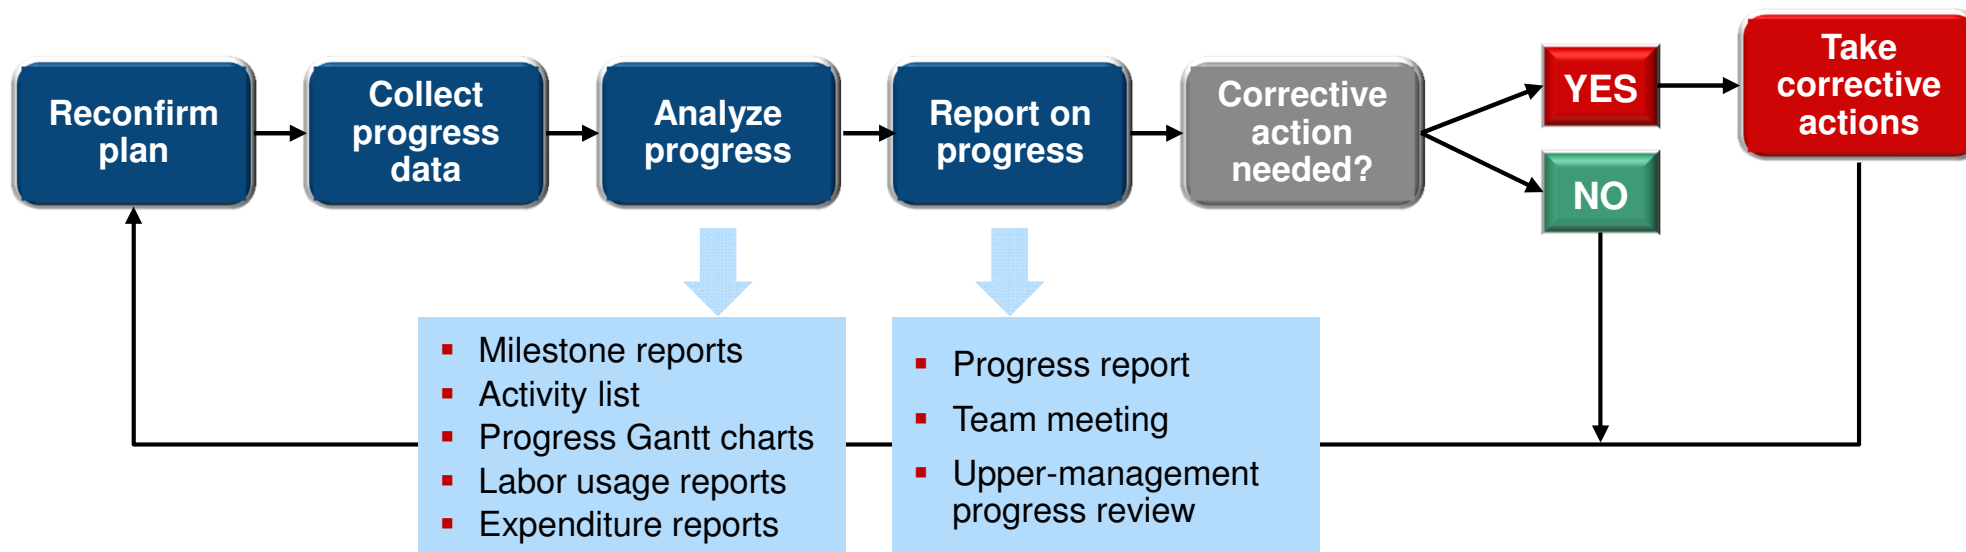 Reconfirm
plan
Collect
progress
data
Analyze
progress
Report on
progress
Corrective
action
needed?
YES
NO
Take
corrective
actions
▪ Milestone reports
▪ Activity list
▪ Progress Gantt charts
▪ Labor usage reports
▪ Expenditure reports
▪ Progress report
▪ Team meeting
▪ Upper-management
progress review